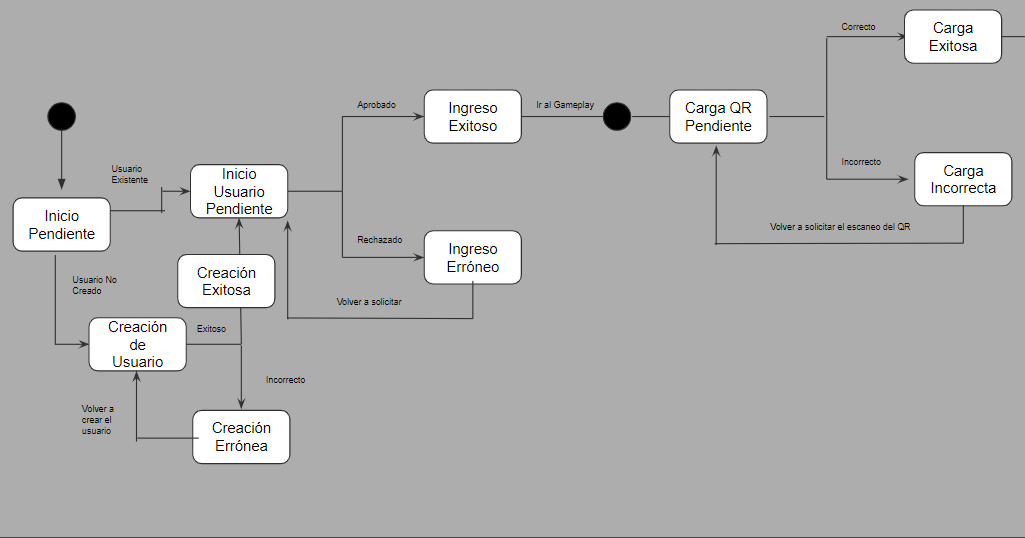 Correcto
Carga
Exitosa
Aprobado
Ingreso
Exitoso
Ir al Gameplay
Carga QR
Pendiente
Usuario
Existente
Inicio
Usuario
Pendiente
Incorrecto
Carga
Incorrecta
Inicio
Pendiente
Rechazado
Ingreso
Erróneo
Volver a solicitar el escaneo del QR
Usuario No
Creado
Creación
Exitosa
Volver a solicitar
Creación
de
Usuario
Exitoso
Incorrecto
Volver a
crear el
usuario
Creación
Errónea